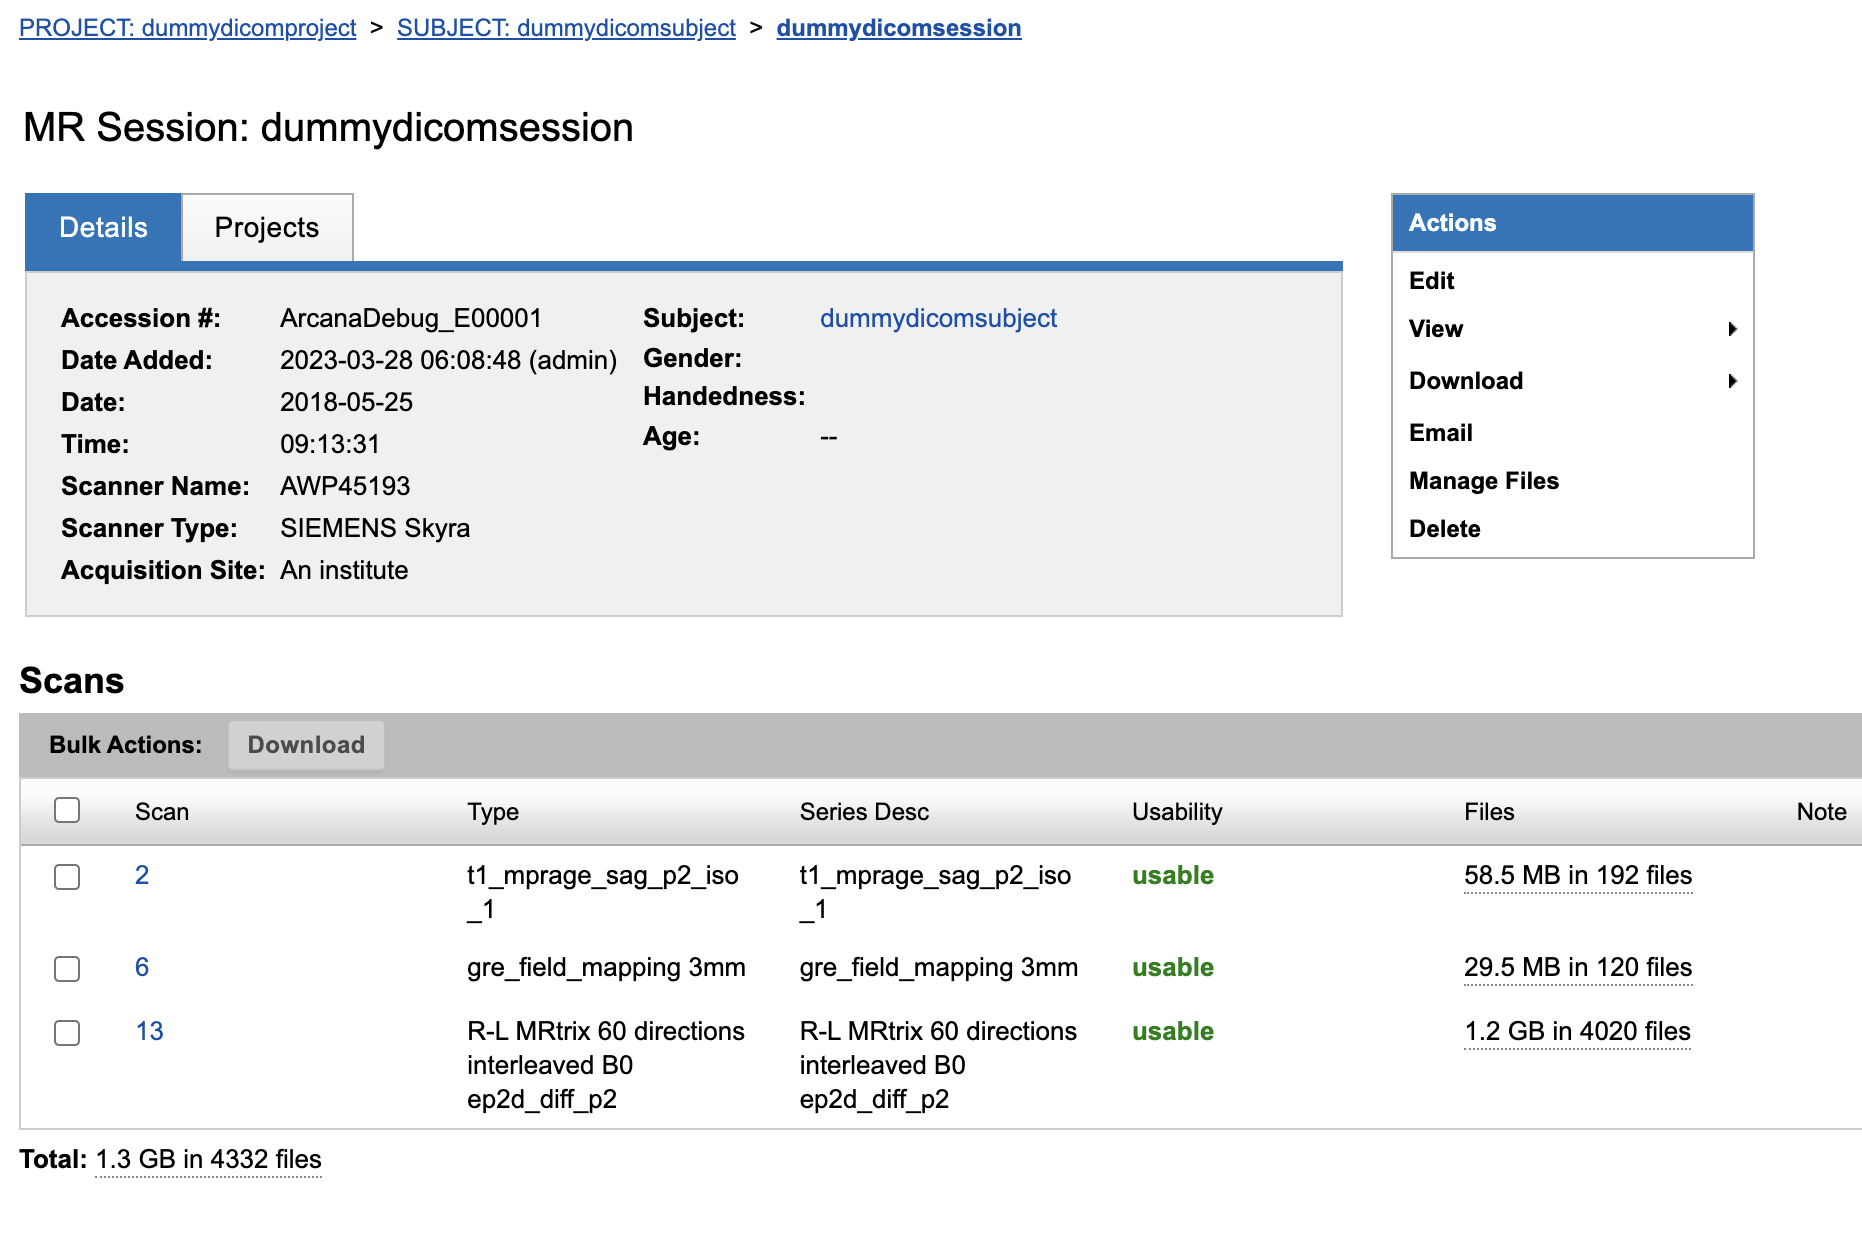 PROJECT: dummydicomproject > SUBJECT: dummydicomsubject > dummydicomsession
MR Session: dummydicomsession
Details Projects
Accession #: ArcanaDebug_E00001
Date Added: 2023-03-28 06:08:48 (admin)
Date: 2018-05-25
Time: 09:13:31
Scanner Name: AWP45193
Scanner Type: SIEMENS Skyra
Acquisition Site: An institute
Subject: dummydicomsubject
Gender:
Handedness:
Age: --
Actions
Edit
View
Download
Email
Manage Files
Delete
Scans
Bulk Actions: Download
Scan Type Series Desc Usability Files Note
2 t1_mprage_sag_p2_iso t1_mprage_sag_p2_iso usable 58.5 MB in 192 files
_1 _1
6 gre_field_mapping 3mm gre_field_mapping 3mm usable 29.5 MB in 120 files
13 R-L MRtrix 60 directions R-L MRtrix 60 directions usable 1.2 GB in 4020 files
interleaved B0 interleaved B0
ep2d_diff_p2 ep2d_diff_p2
Total: 1.3 GB in 4332 files